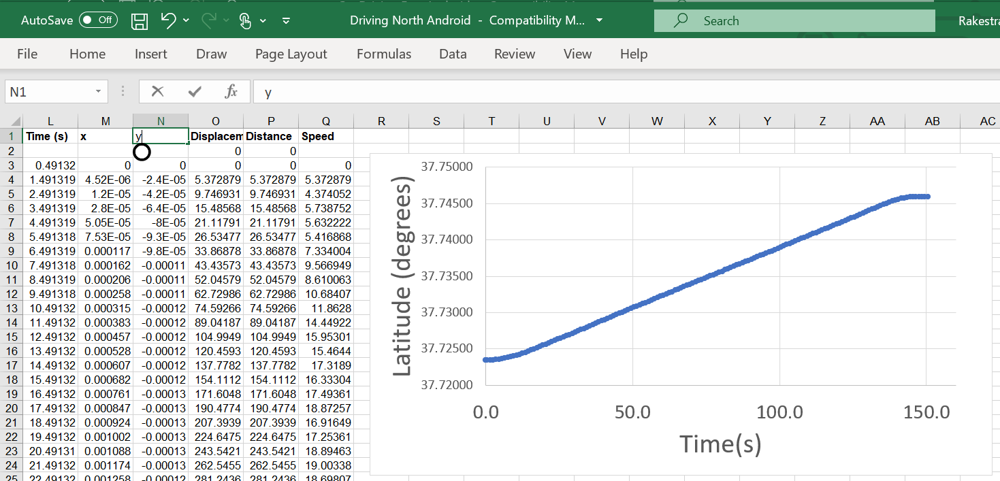 AutoSave Off Driving North Android - Compatibility M... Search Rakestra
File Home Insert Draw Page Layout Formulas Data Review View Help
N1 fx y
L M N O P Q R S T U V W X Y Z AA AB AC
1 Time (s) x y Displacem Distance Speed
2 0 0
3 0.49132 0 0 0 0 0
4 1.491319 4.52E-06 -2.4E-05 5.372879 5.372879 5.372879
5 2.491319 1.2E-05 -4.2E-05 9.746931 9.746931 4.374052
6 3.491319 2.8E-05 -6.4E-05 15.48568 15.48568 5.738752
7 4.491319 5.05E-05 -8E-05 21.11791 21.11791 5.632222
8 5.491318 7.53E-05 -9.3E-05 26.53477 26.53477 5.416868
9 6.491319 0.000117 -9.8E-05 33.86878 33.86878 7.334004
10 7.491318 0.000162 -0.00011 43.43573 43.43573 9.566949
11 8.491319 0.000206 -0.00011 52.04579 52.04579 8.610063
12 9.491318 0.000258 -0.00011 62.72986 62.72986 10.68407
13 10.49132 0.000315 -0.00012 74.59266 74.59266 11.8628
14 11.49132 0.000383 -0.00012 89.04187 89.04187 14.44922
15 12.49132 0.000457 -0.00012 104.9949 104.9949 15.95301
16 13.49132 0.000528 -0.00012 120.4593 120.4593 15.4644
17 14.49132 0.000607 -0.00012 137.7782 137.7782 17.3189
18 15.49132 0.000682 -0.00012 154.1112 154.1112 16.33304
19 16.49132 0.000761 -0.00013 171.6048 171.6048 17.49361
20 17.49132 0.000847 -0.00013 190.4774 190.4774 18.87257
21 18.49132 0.000924 -0.00013 207.3939 207.3939 16.91649
22 19.49132 0.001002 -0.00013 224.6475 224.6475 17.25361
23 20.49131 0.001088 -0.00013 243.5421 243.5421 18.89463
24 21.49132 0.001174 -0.00013 262.5455 262.5455 19.00338
25 22.49132 0.001258 -0.00012 281.2436 281.2436 18.69807
Latitude (degrees)
37.75000
37.74500
37.74000
37.73500
37.73000
37.72500
37.72000
0.0 50.0 100.0 150.0
Time(s)